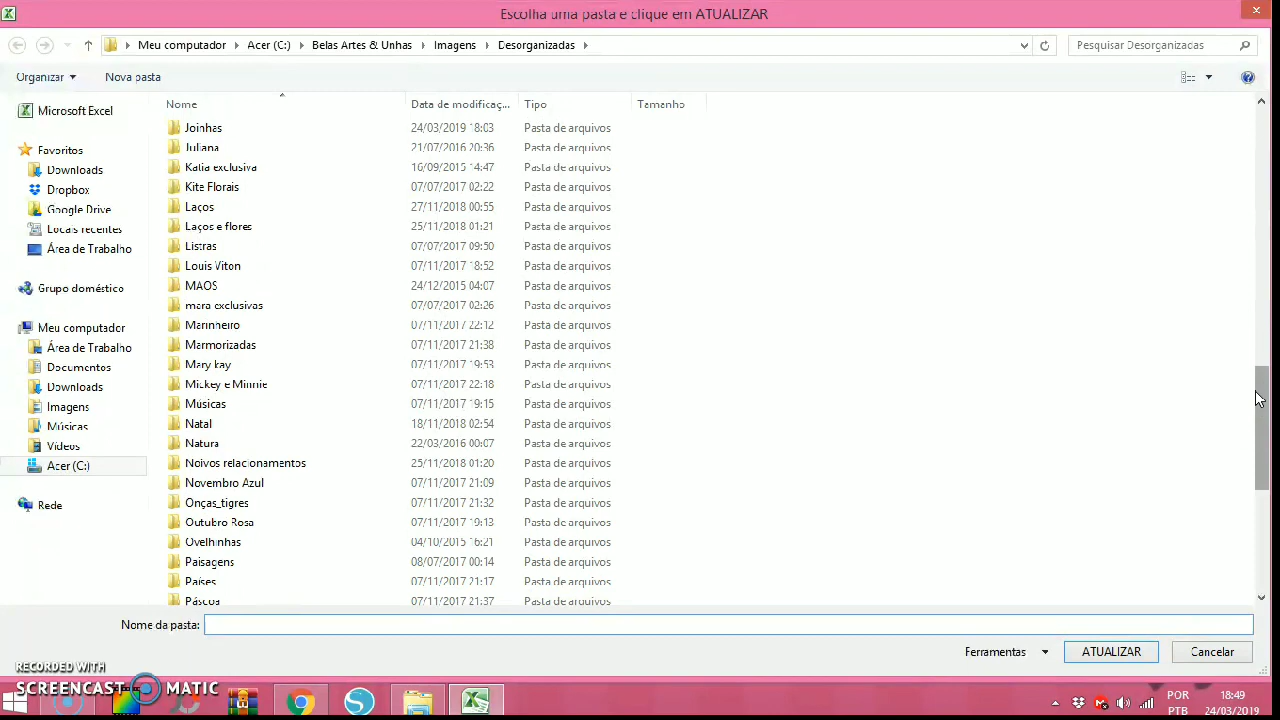 Escolha uma pasta e clique em ATUALIZAR
Meu computador Acer (C:) Belas Artes & Unhas Imagens Desorganizadas
Pesquisar Desorganizadas
Organizar Nova pasta
Nome Data de modificaç... Tipo Tamanho
Microsoft Excel
Favoritos
Downloads
Dropbox
Google Drive
Locais recentes
Área de Trabalho
Grupo doméstico
Meu computador
Área de Trabalho
Documentos
Downloads
Imagens
Músicas
Vídeos
Acer (C:)
Rede
Joinhas 24/03/2019 18:03 Pasta de arquivos
Juliana 21/07/2016 20:36 Pasta de arquivos
Katia exclusiva 16/09/2015 14:47 Pasta de arquivos
Kite Florais 07/07/2017 02:22 Pasta de arquivos
Laços 27/11/2018 00:55 Pasta de arquivos
Laços e flores 25/11/2018 01:21 Pasta de arquivos
Listras 07/07/2017 09:50 Pasta de arquivos
Louis Viton 07/11/2017 18:52 Pasta de arquivos
MAOS 24/12/2015 04:07 Pasta de arquivos
mara exclusivas 07/07/2017 02:26 Pasta de arquivos
Marinheiro 07/11/2017 22:12 Pasta de arquivos
Marmorizadas 07/11/2017 21:38 Pasta de arquivos
Mary kay 07/11/2017 19:53 Pasta de arquivos
Mickey e Minnie 07/11/2017 22:18 Pasta de arquivos
Músicas 07/11/2017 19:15 Pasta de arquivos
Natal 18/11/2018 02:54 Pasta de arquivos
Natura 22/03/2016 00:07 Pasta de arquivos
Noivos relacionamentos 25/11/2018 01:20 Pasta de arquivos
Novembro Azul 07/11/2017 21:09 Pasta de arquivos
Onças_tigres 07/11/2017 21:32 Pasta de arquivos
Outubro Rosa 07/11/2017 19:13 Pasta de arquivos
Ovelhinhas 04/10/2015 16:21 Pasta de arquivos
Paisagens 08/07/2017 00:14 Pasta de arquivos
Países 07/11/2017 21:17 Pasta de arquivos
Páscoa 07/11/2017 21:37 Pasta de arquivos
Nome da pasta:
Ferramentas ATUALIZAR Cancelar
RECORDED WITH
SCREENCAST MATIC
POR
PTB
18:49
24/03/2019